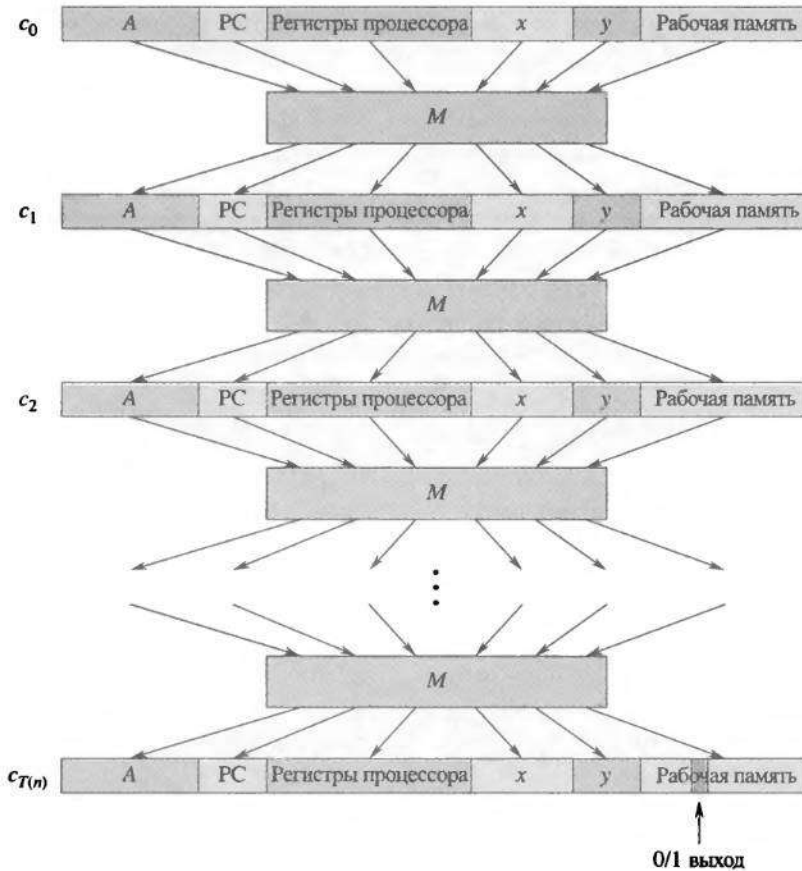 c₀ A PC Регистры процессора x y Рабочая память
M
c₁ A PC Регистры процессора x y Рабочая память
M
c₂ A PC Регистры процессора x y Рабочая память
M
M
c_T(n) A PC Регистры процессора x y Рабочая память
0/1 выход